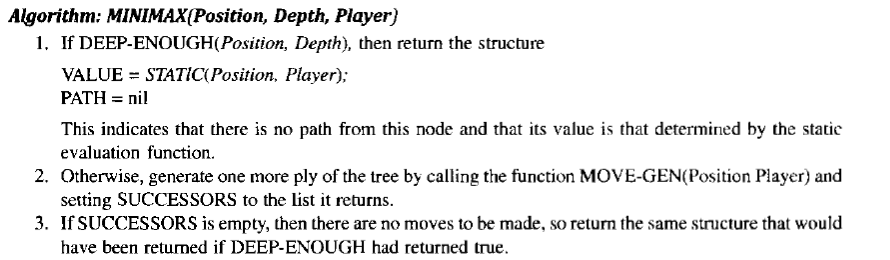 Algorithm: MINIMAX(Position, Depth, Player)
1. If DEEP-ENOUGH(Position, Depth), then return the structure
VALUE = STATIC(Position, Player);
PATH = nil
This indicates that there is no path from this node and that its value is that determined by the static
evaluation function.
2. Otherwise, generate one more ply of the tree by calling the function MOVE-GEN(Position Player) and
setting SUCCESSORS to the list it returns.
3. If SUCCESSORS is empty, then there are no moves to be made, so return the same structure that would
have been returned if DEEP-ENOUGH had returned true.